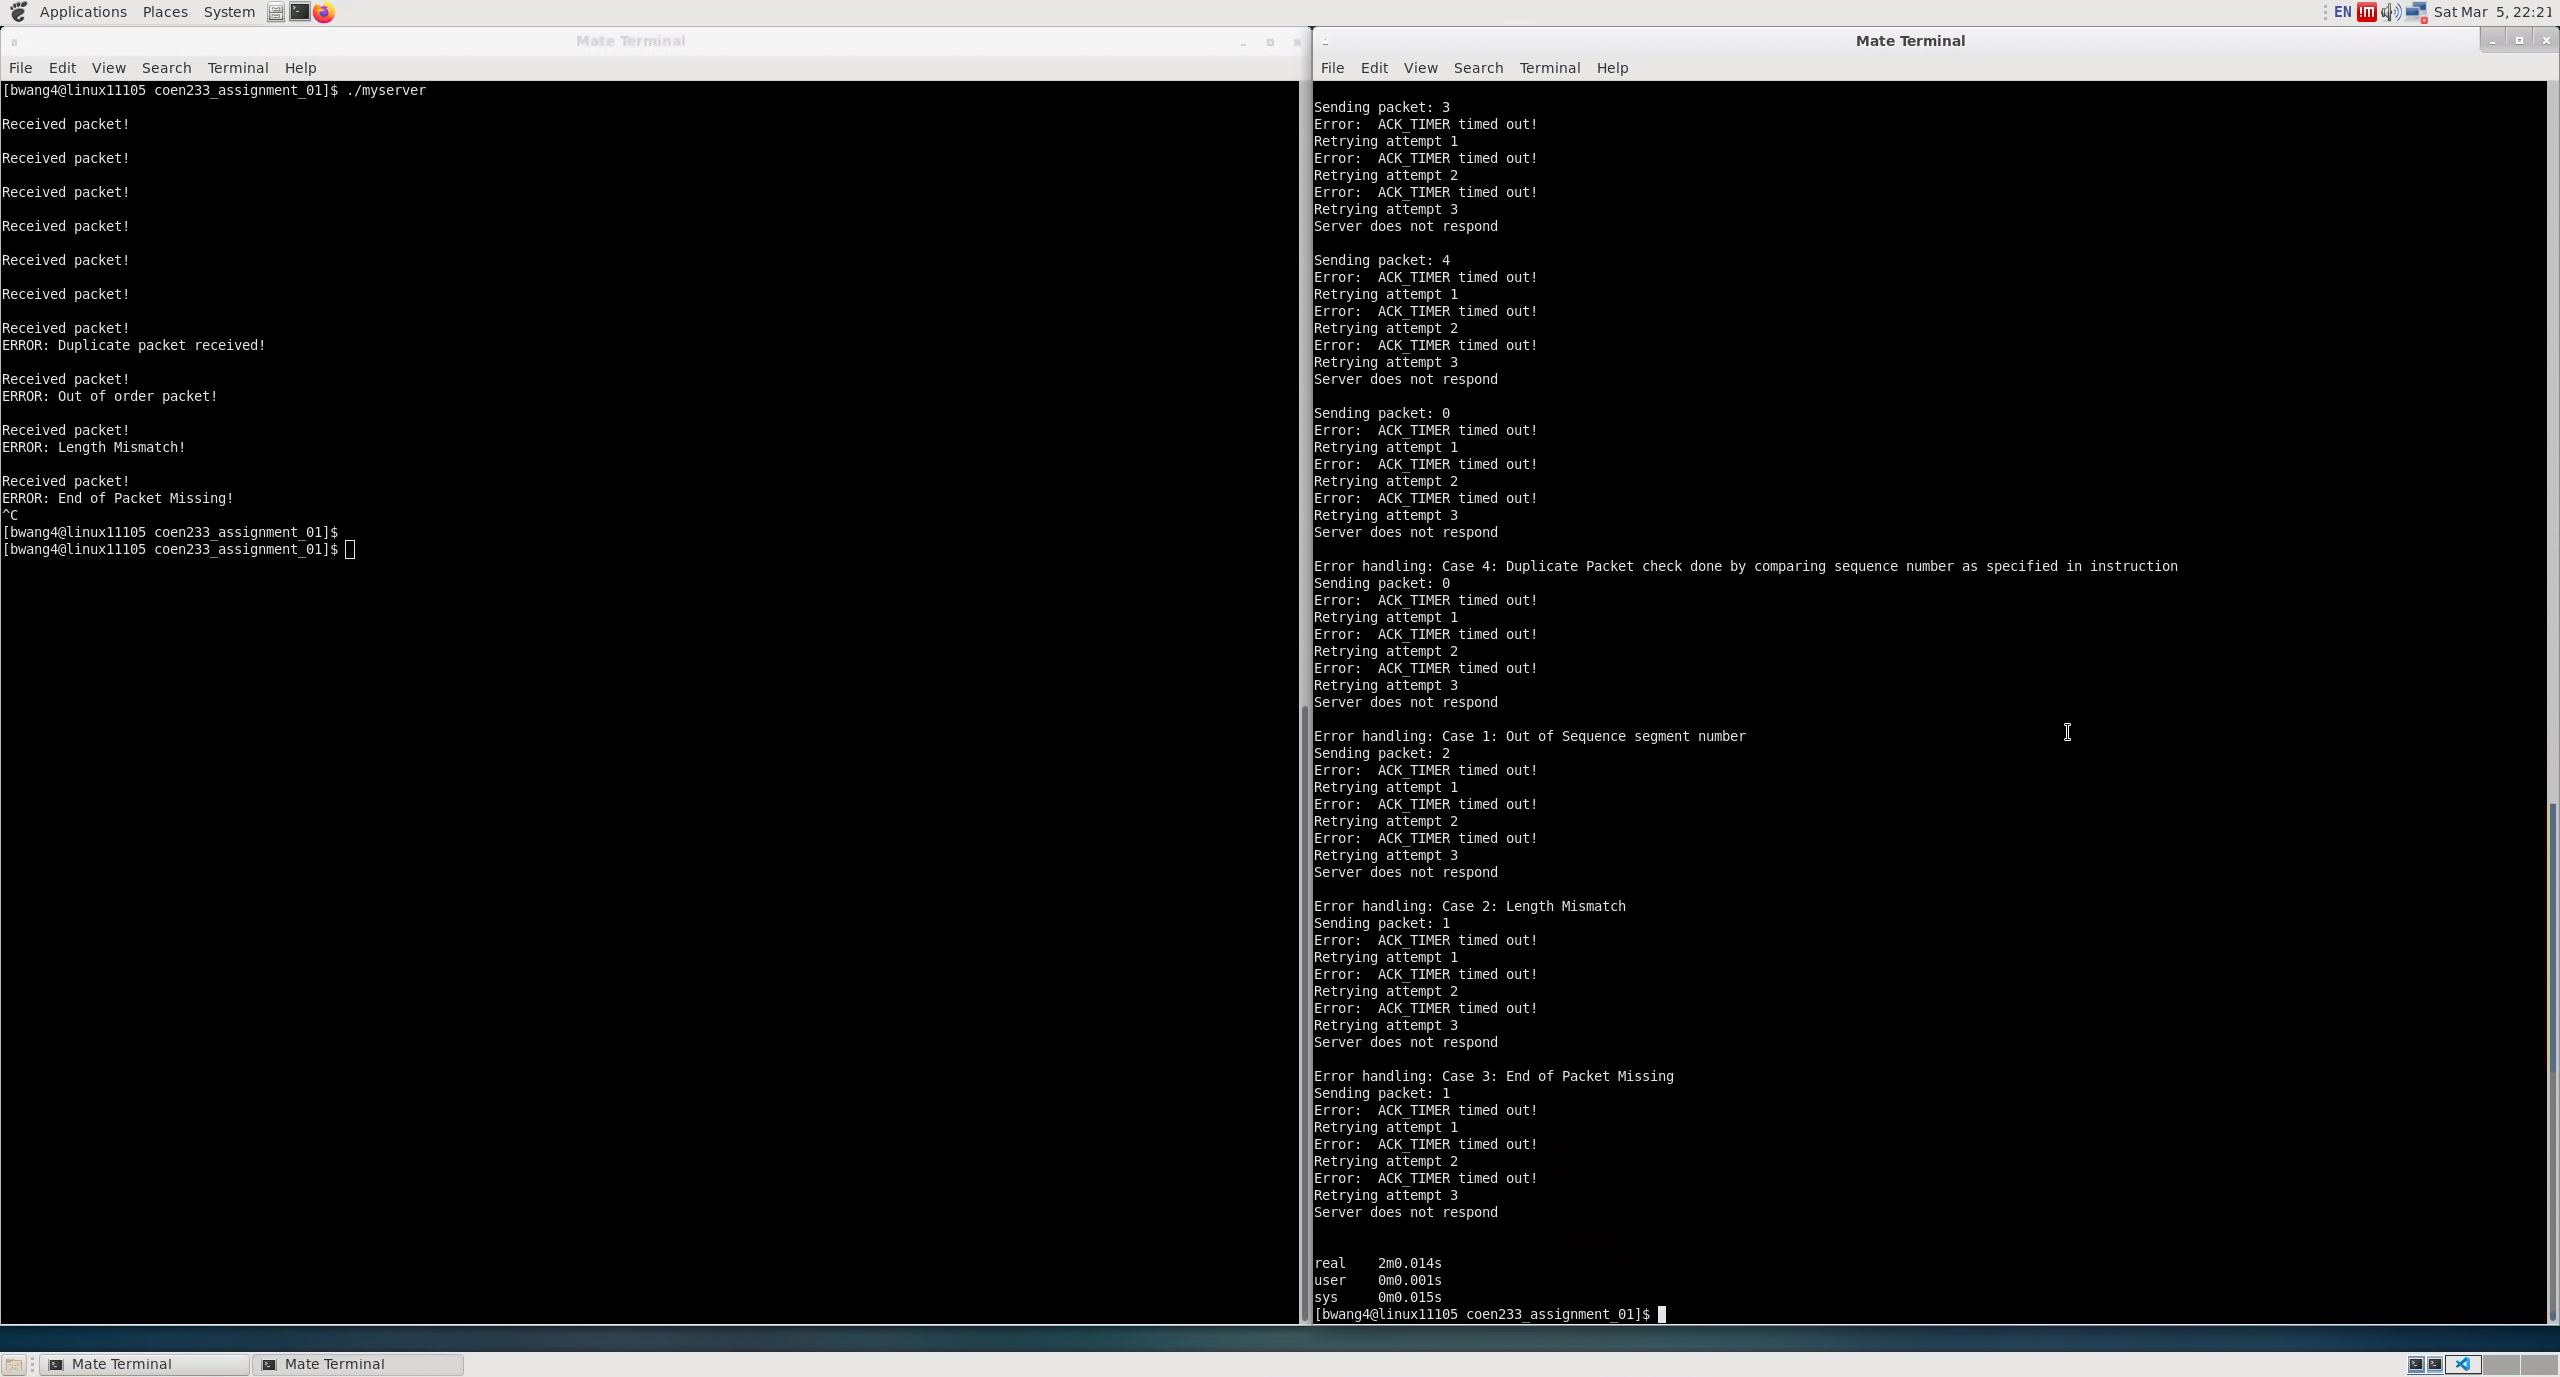 Applications Places System
EN !m Sat Mar 5, 22:21
Mate Terminal
File Edit View Search Terminal Help
[bwang4@linux11105 coen233_assignment_01]$ ./myserver
Received packet!
Received packet!
Received packet!
Received packet!
Received packet!
Received packet!
Received packet!
ERROR: Duplicate packet received!
Received packet!
ERROR: Out of order packet!
Received packet!
ERROR: Length Mismatch!
Received packet!
ERROR: End of Packet Missing!
^C
[bwang4@linux11105 coen233_assignment_01]$
[bwang4@linux11105 coen233_assignment_01]$
Mate Terminal
File Edit View Search Terminal Help
Sending packet: 3
Error:  ACK_TIMER timed out!
Retrying attempt 1
Error:  ACK_TIMER timed out!
Retrying attempt 2
Error:  ACK_TIMER timed out!
Retrying attempt 3
Server does not respond
Sending packet: 4
Error:  ACK_TIMER timed out!
Retrying attempt 1
Error:  ACK_TIMER timed out!
Retrying attempt 2
Error:  ACK_TIMER timed out!
Retrying attempt 3
Server does not respond
Sending packet: 0
Error:  ACK_TIMER timed out!
Retrying attempt 1
Error:  ACK_TIMER timed out!
Retrying attempt 2
Error:  ACK_TIMER timed out!
Retrying attempt 3
Server does not respond
Error handling: Case 4: Duplicate Packet check done by comparing sequence number as specified in instruction
Sending packet: 0
Error:  ACK_TIMER timed out!
Retrying attempt 1
Error:  ACK_TIMER timed out!
Retrying attempt 2
Error:  ACK_TIMER timed out!
Retrying attempt 3
Server does not respond
Error handling: Case 1: Out of Sequence segment number
Sending packet: 2
Error:  ACK_TIMER timed out!
Retrying attempt 1
Error:  ACK_TIMER timed out!
Retrying attempt 2
Error:  ACK_TIMER timed out!
Retrying attempt 3
Server does not respond
Error handling: Case 2: Length Mismatch
Sending packet: 1
Error:  ACK_TIMER timed out!
Retrying attempt 1
Error:  ACK_TIMER timed out!
Retrying attempt 2
Error:  ACK_TIMER timed out!
Retrying attempt 3
Server does not respond
Error handling: Case 3: End of Packet Missing
Sending packet: 1
Error:  ACK_TIMER timed out!
Retrying attempt 1
Error:  ACK_TIMER timed out!
Retrying attempt 2
Error:  ACK_TIMER timed out!
Retrying attempt 3
Server does not respond
real    2m0.014s
user    0m0.001s
sys     0m0.015s
[bwang4@linux11105 coen233_assignment_01]$
Mate Terminal
Mate Terminal